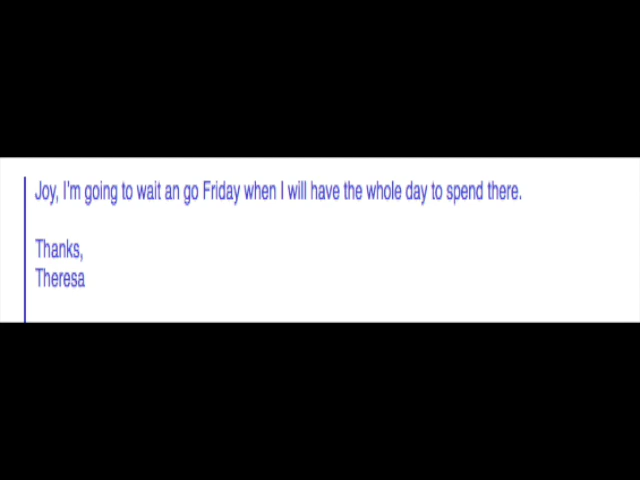 Joy, I'm going to wait an go Friday when I will have the whole day to spend there.
Thanks,
Theresa